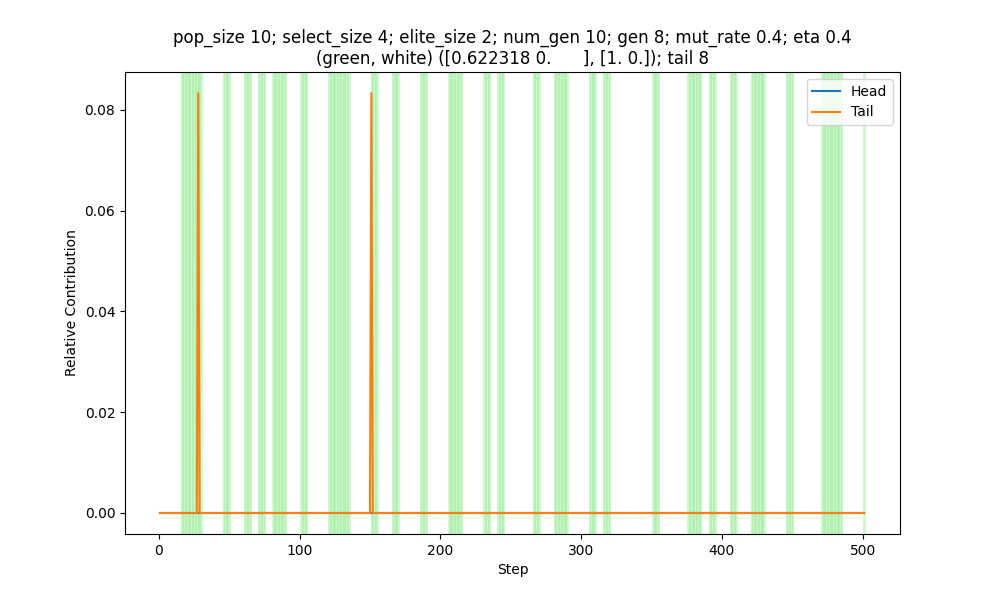 pop_size 10; select_size 4; elite_size 2; num_gen 10; gen 8; mut_rate 0.4; eta 0.4
(green, white) ([0.622318 0.      ], [1. 0.]); tail 8
Head
Tail
0.08
0.06
0.04
0.02
0.00
Relative Contribution
0
100
200
300
400
500
Step